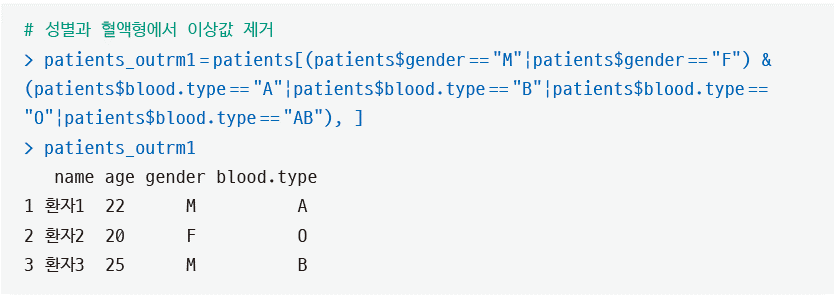 # 성별과 혈액형에서 이상값 제거
> patients_outrm1=patients[(patients$gender=="M"¦patients$gender=="F") &
(patients$blood.type=="A"¦patients$blood.type=="B"¦patients$blood.type==
"O"¦patients$blood.type=="AB"), ]
> patients_outrm1
name age gender blood.type
1 환자1 22 M A
2 환자2 20 F O
3 환자3 25 M B